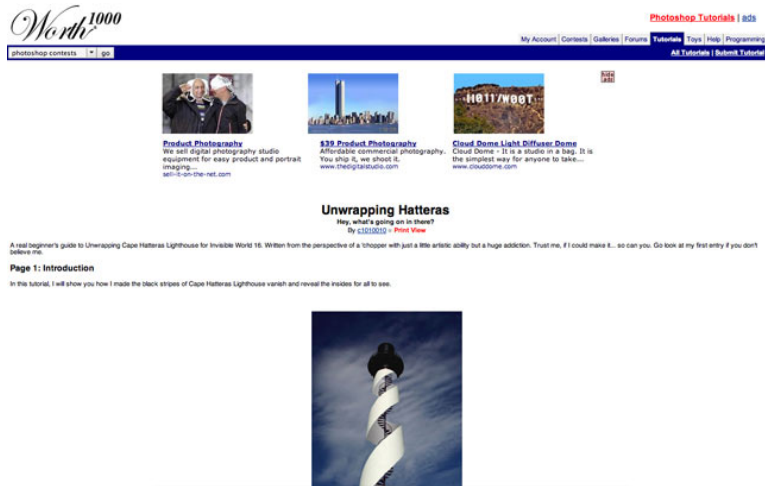 Worth1000
Photoshop Tutorials | ads
My Account Contests Galleries Forums Tutorials Toys Help Programming
photoshop contests go
All Tutorials | Submit Tutorial
hide
ads
H011/W00T
Product Photography
We sell digital photography studio
equipment for easy product and portrait
imaging...
sell-it-on-the-net.com
$39 Product Photography
Affordable commercial photography.
You ship it, we shoot it.
www.thedigitalstudio.com
Cloud Dome Light Diffuser Dome
Cloud Dome - It is a studio in a bag. It is
the simplest way for anyone to take...
www.clouddome.com
Unwrapping Hatteras
Hey, what's going on in there?
By c1010010 » Print View
A real beginner's guide to Unwrapping Cape Hatteras Lighthouse for Invisible World 16. Written from the perspective of a 'chopper with just a little artistic ability but a huge addiction. Trust me, if I could make it... so can you. Go look at my first entry if you don't
believe me.
Page 1: Introduction
In this tutorial, I will show you how I made the black stripes of Cape Hatteras Lighthouse vanish and reveal the insides for all to see.